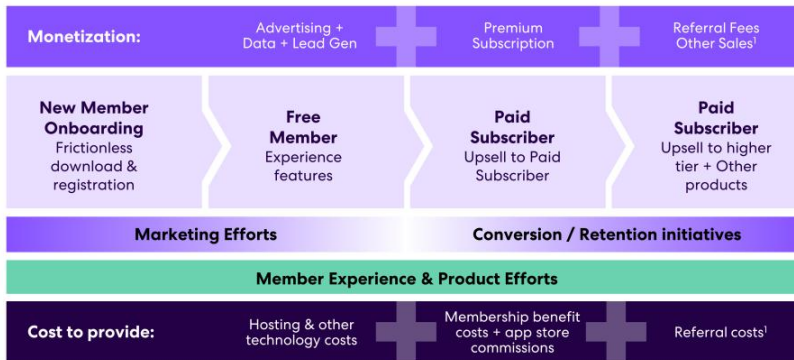 Monetization:
Advertising +
Data + Lead Gen
Premium
Subscription
Referral Fees
Other Sales¹
New Member
Onboarding
Frictionless
download &
registration
Free
Member
Experience
features
Paid
Subscriber
Upsell to Paid
Subscriber
Paid
Subscriber
Upsell to higher
tier + Other
products
Marketing Efforts
Conversion / Retention initiatives
Member Experience & Product Efforts
Cost to provide:
Hosting & other
technology costs
Membership benefit
costs + app store
commissions
Referral costs¹